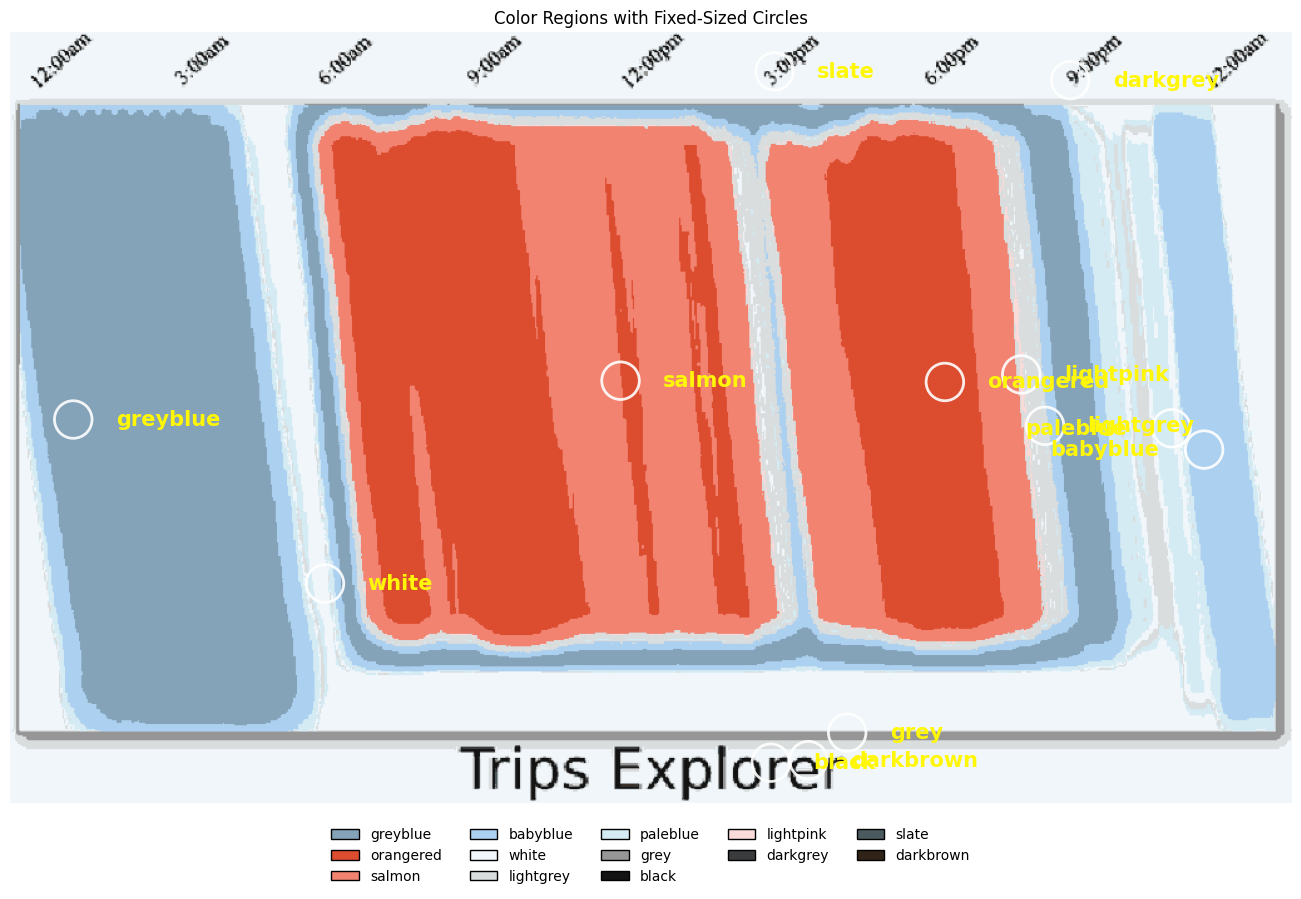 Color Regions with Fixed-Sized Circles
12:00am 3:00am 6:00am 9:00am 12:00pm 3:00pm 6:00pm 9:00pm 12:00am
slate
darkgrey
salmon
orangered
lightpink
greyblue
paleblue
lightgrey
babyblue
white
grey
black
darkbrown
Trips Explorer
greyblue babyblue paleblue lightpink slate
orangered white grey darkgrey darkbrown
salmon lightgrey black